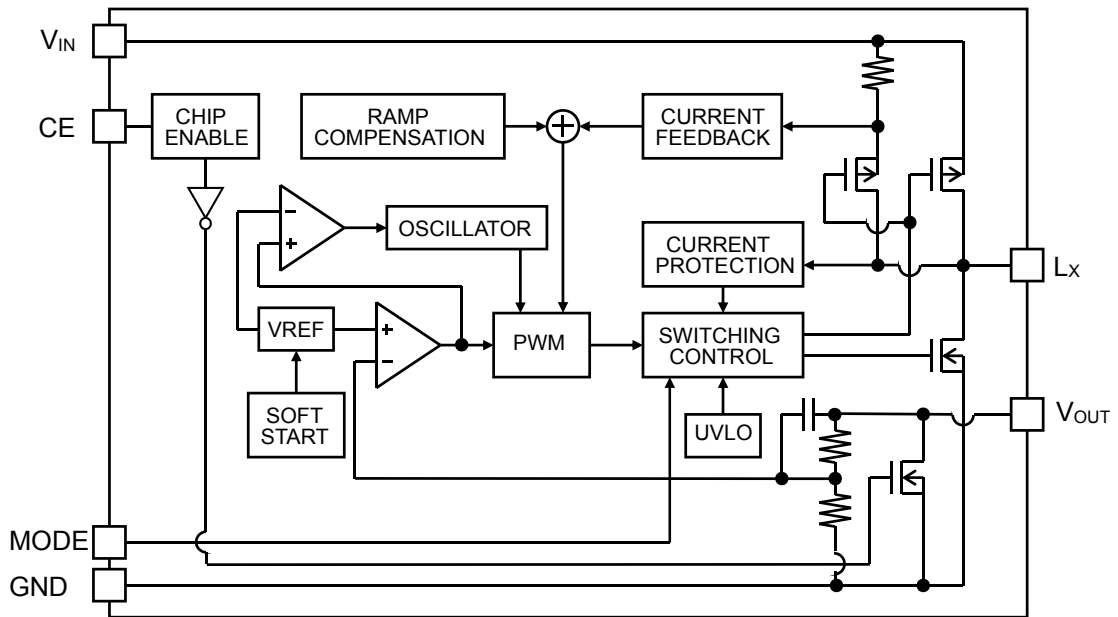 VIN
CE
CHIP
ENABLE
RAMP
COMPENSATION
+
CURRENT
FEEDBACK
−
+
OSCILLATOR
CURRENT
PROTECTION
LX
VREF
+
−
PWM
SWITCHING
CONTROL
SOFT
START
UVLO
VOUT
MODE
GND